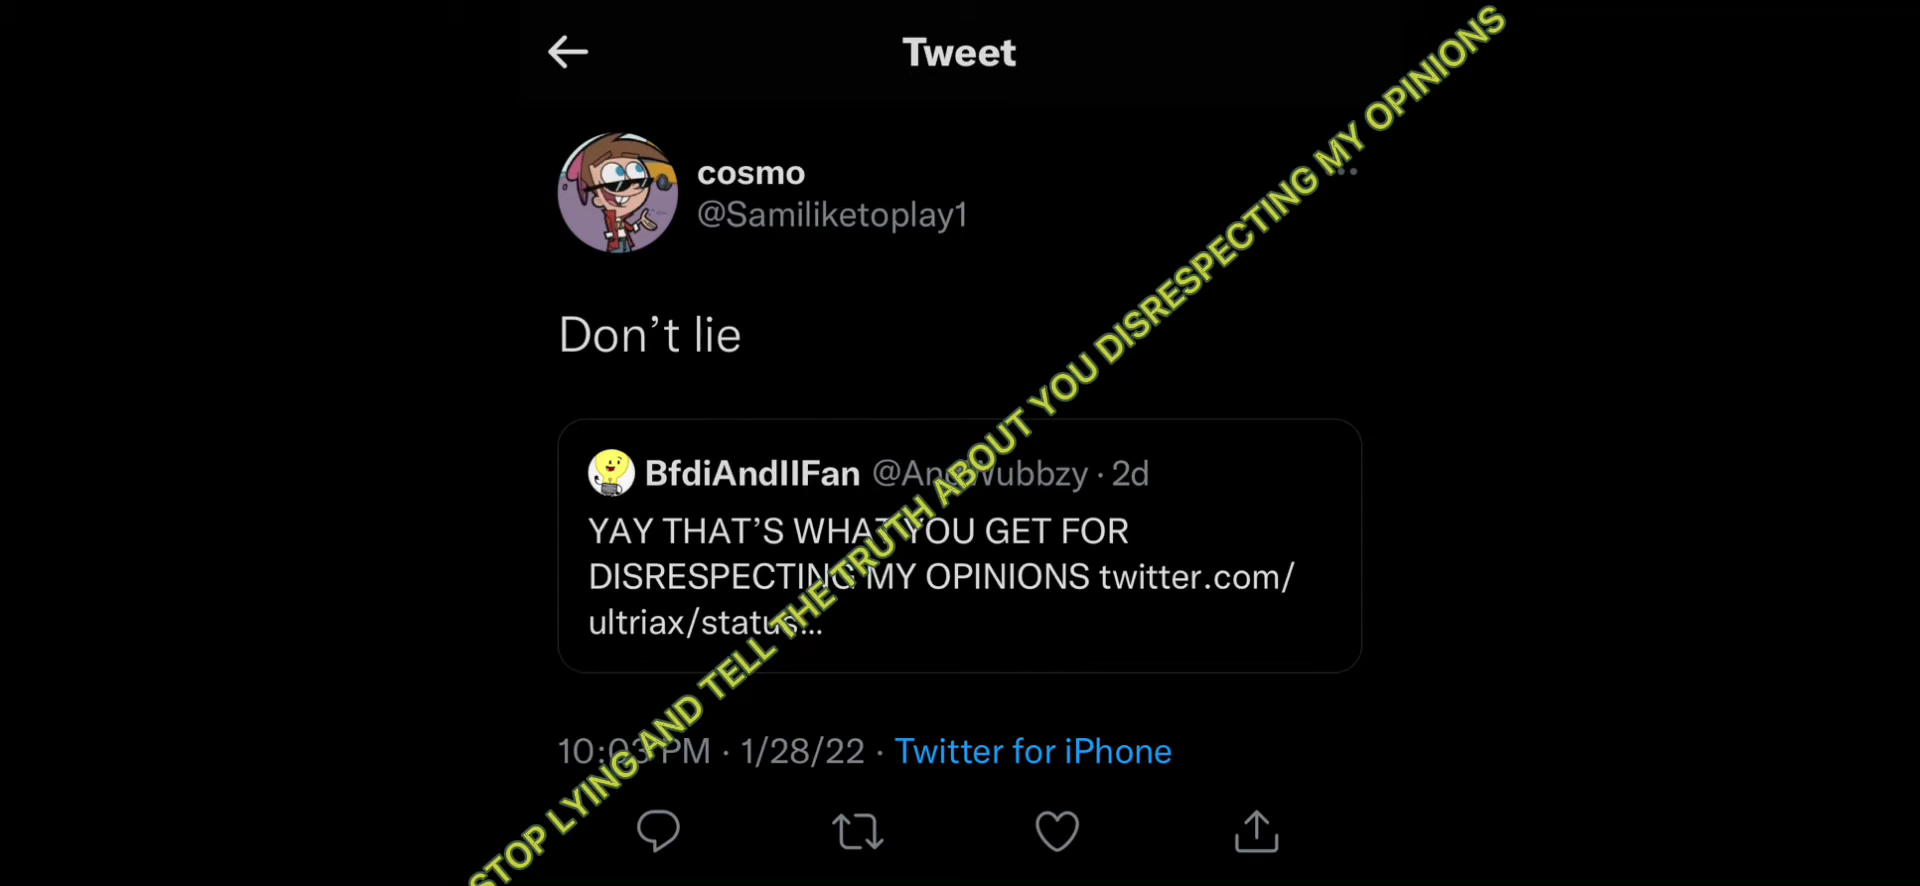 Tweet
cosmo
@Samiliketoplay1
Don’t lie
BfdiAndIIFan @And Wubbzy · 2d
YAY THAT’S WHAT YOU GET FOR
DISRESPECTING MY OPINIONS twitter.com/
ultriax/status...
10:03 PM · 1/28/22 · Twitter for iPhone
STOP LYING AND TELL THE TRUTH ABOUT YOU DISRESPECTING MY OPINIONS